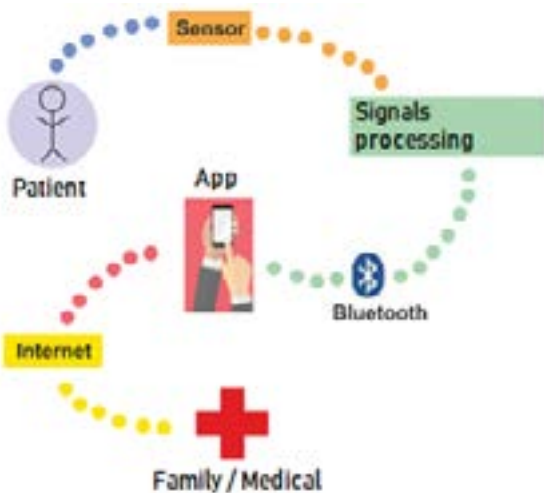 Sensor
Signals
processing
Patient
App
Bluetooth
Internet
Family / Medical